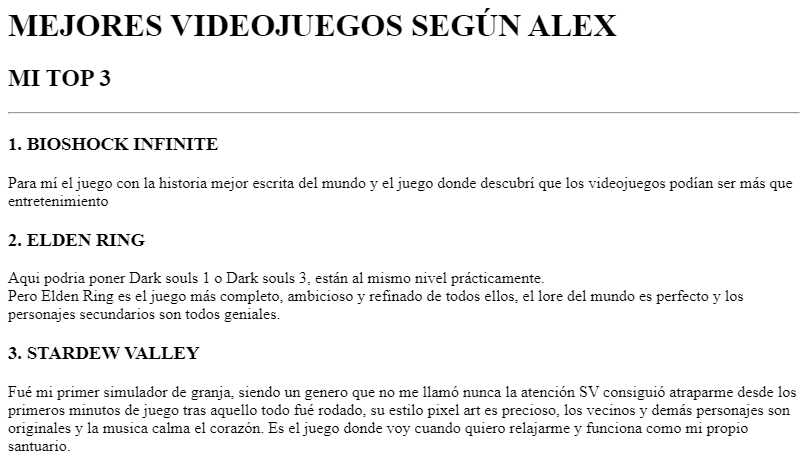 MEJORES VIDEOJUEGOS SEGÚN ALEX
MI TOP 3
1. BIOSHOCK INFINITE
Para mí el juego con la historia mejor escrita del mundo y el juego donde descubrí que los videojuegos podían ser más que
entretenimiento
2. ELDEN RING
Aqui podria poner Dark souls 1 o Dark souls 3, están al mismo nivel prácticamente.
Pero Elden Ring es el juego más completo, ambicioso y refinado de todos ellos, el lore del mundo es perfecto y los
personajes secundarios son todos geniales.
3. STARDEW VALLEY
Fué mi primer simulador de granja, siendo un genero que no me llamó nunca la atención SV consiguió atraparme desde los
primeros minutos de juego tras aquello todo fué rodado, su estilo pixel art es precioso, los vecinos y demás personajes son
originales y la musica calma el corazón. Es el juego donde voy cuando quiero relajarme y funciona como mi propio
santuario.